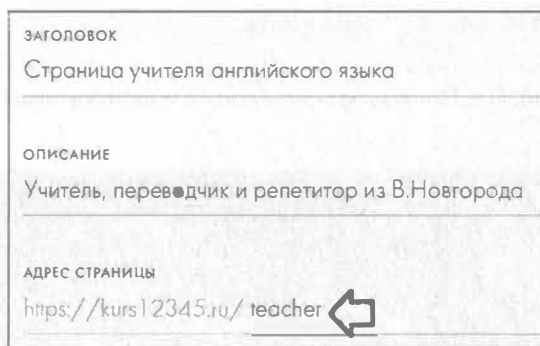 ЗАГОЛОВОК
Страница учителя английского языка
ОПИСАНИЕ
Учитель, переводчик и репетитор из В.Новгорода
АДРЕС СТРАНИЦЫ
https://kurs12345.ru/ teacher